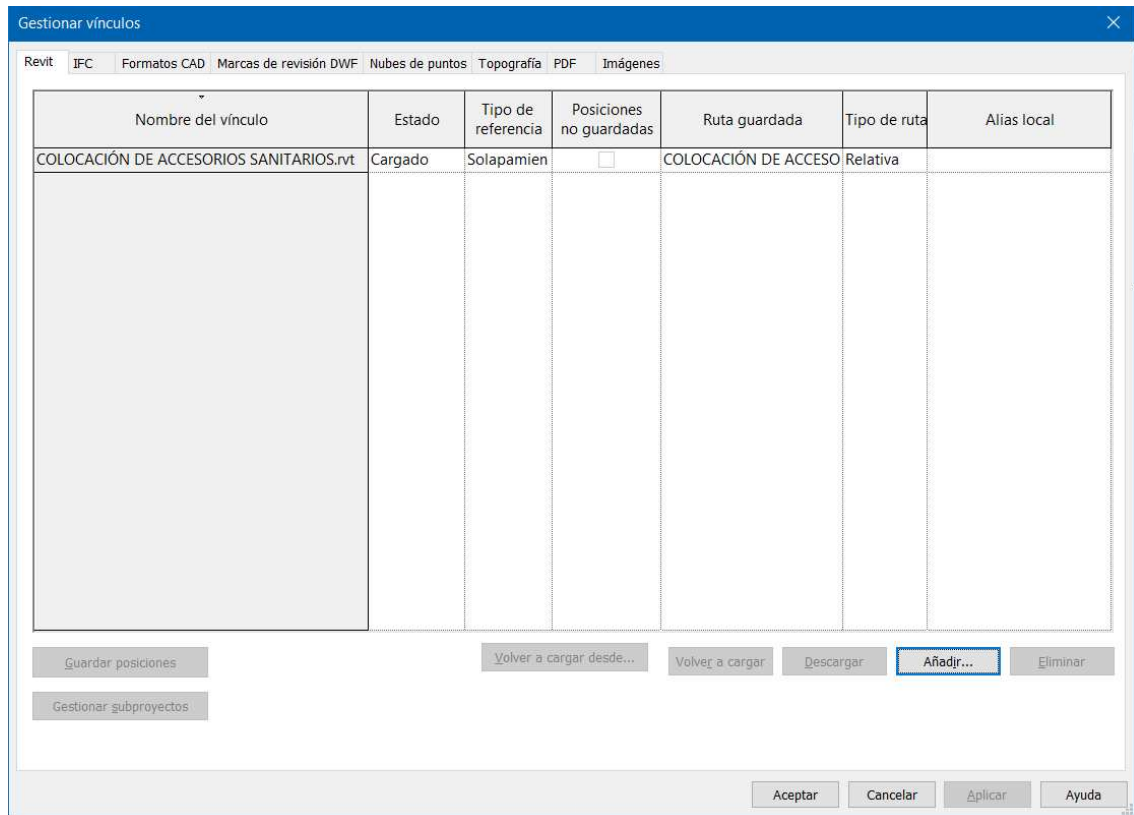 Gestionar vínculos
Revit IFC Formatos CAD Marcas de revisión DWF Nubes de puntos Topografía PDF Imágenes
Nombre del vínculo Estado Tipo de referencia Posiciones no guardadas Ruta guardada Tipo de ruta Alias local
COLOCACIÓN DE ACCESORIOS SANITARIOS.rvt Cargado Solapamien COLOCACIÓN DE ACCESO Relativa
Guardar posiciones Volver a cargar desde... Volver a cargar Descargar Añadir... Eliminar
Gestionar subproyectos
Aceptar Cancelar Aplicar Ayuda